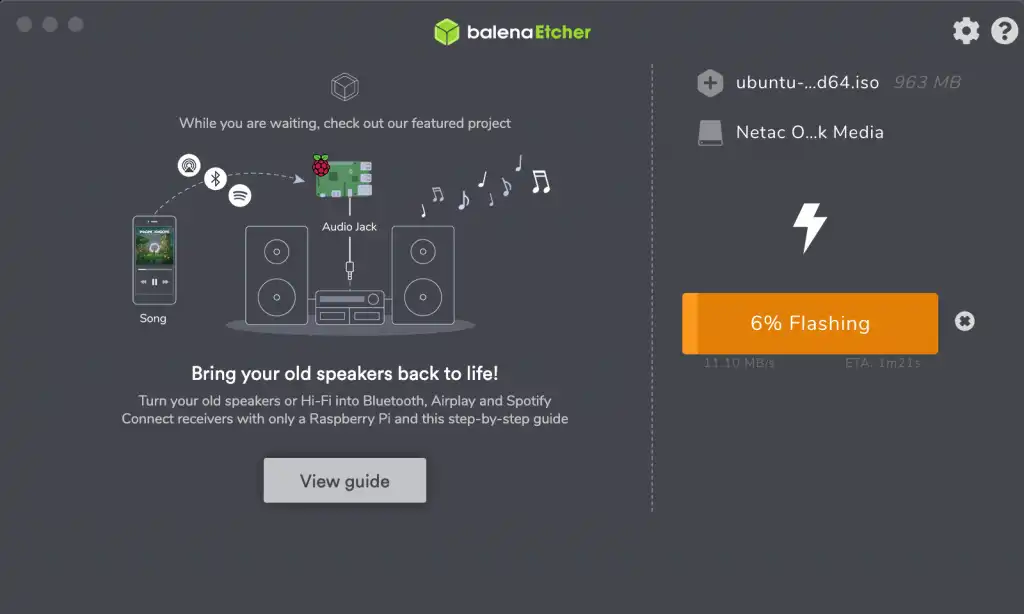 balenaEtcher
While you are waiting, check out our featured project
Audio Jack
Song
Bring your old speakers back to life!
Turn your old speakers or Hi-Fi into Bluetooth, Airplay and Spotify
Connect receivers with only a Raspberry Pi and this step-by-step guide
View guide
ubuntu-...d64.iso 963 MB
Netac O...k Media
6% Flashing
11.10 MB/s ETA: 1m21s